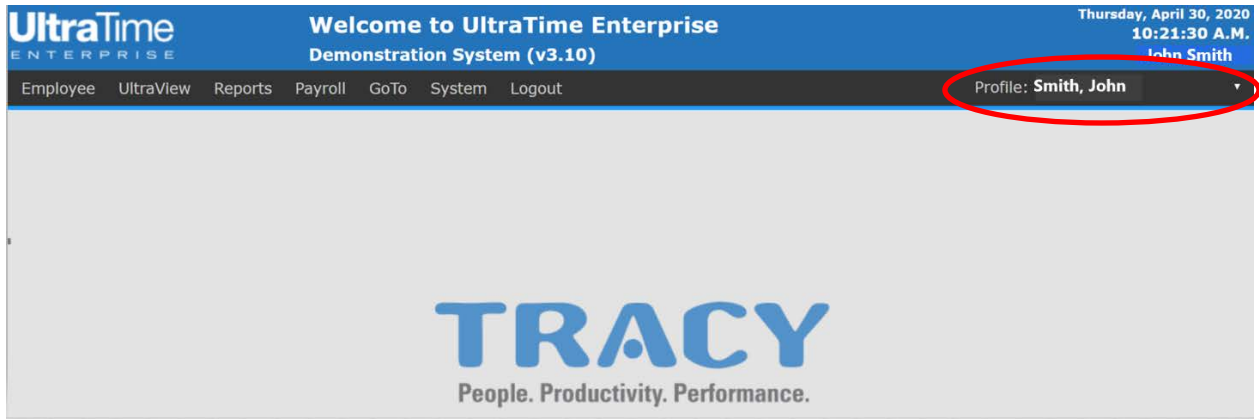 UltraTime
ENTERPRISE
Welcome to UltraTime Enterprise
Demonstration System (v3.10)
Thursday, April 30, 2020
10:21:30 A.M.
John Smith
Employee UltraView Reports Payroll GoTo System Logout Profile: Smith, John
TRACY
People. Productivity. Performance.